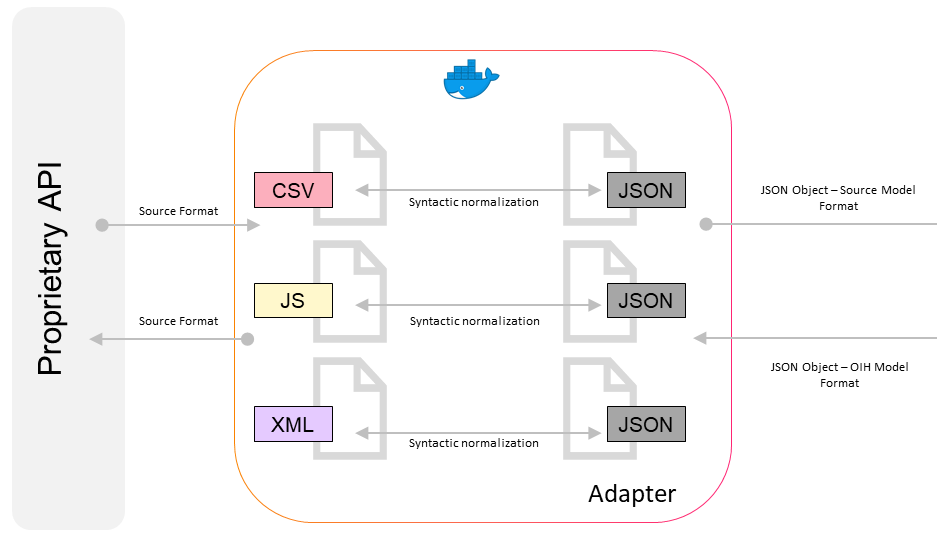 Proprietary API
Source Format
Source Format
CSV
Syntactic normalization
JSON
JS
Syntactic normalization
JSON
XML
Syntactic normalization
JSON
Adapter
JSON Object – Source Model
Format
JSON Object – OIH Model
Format